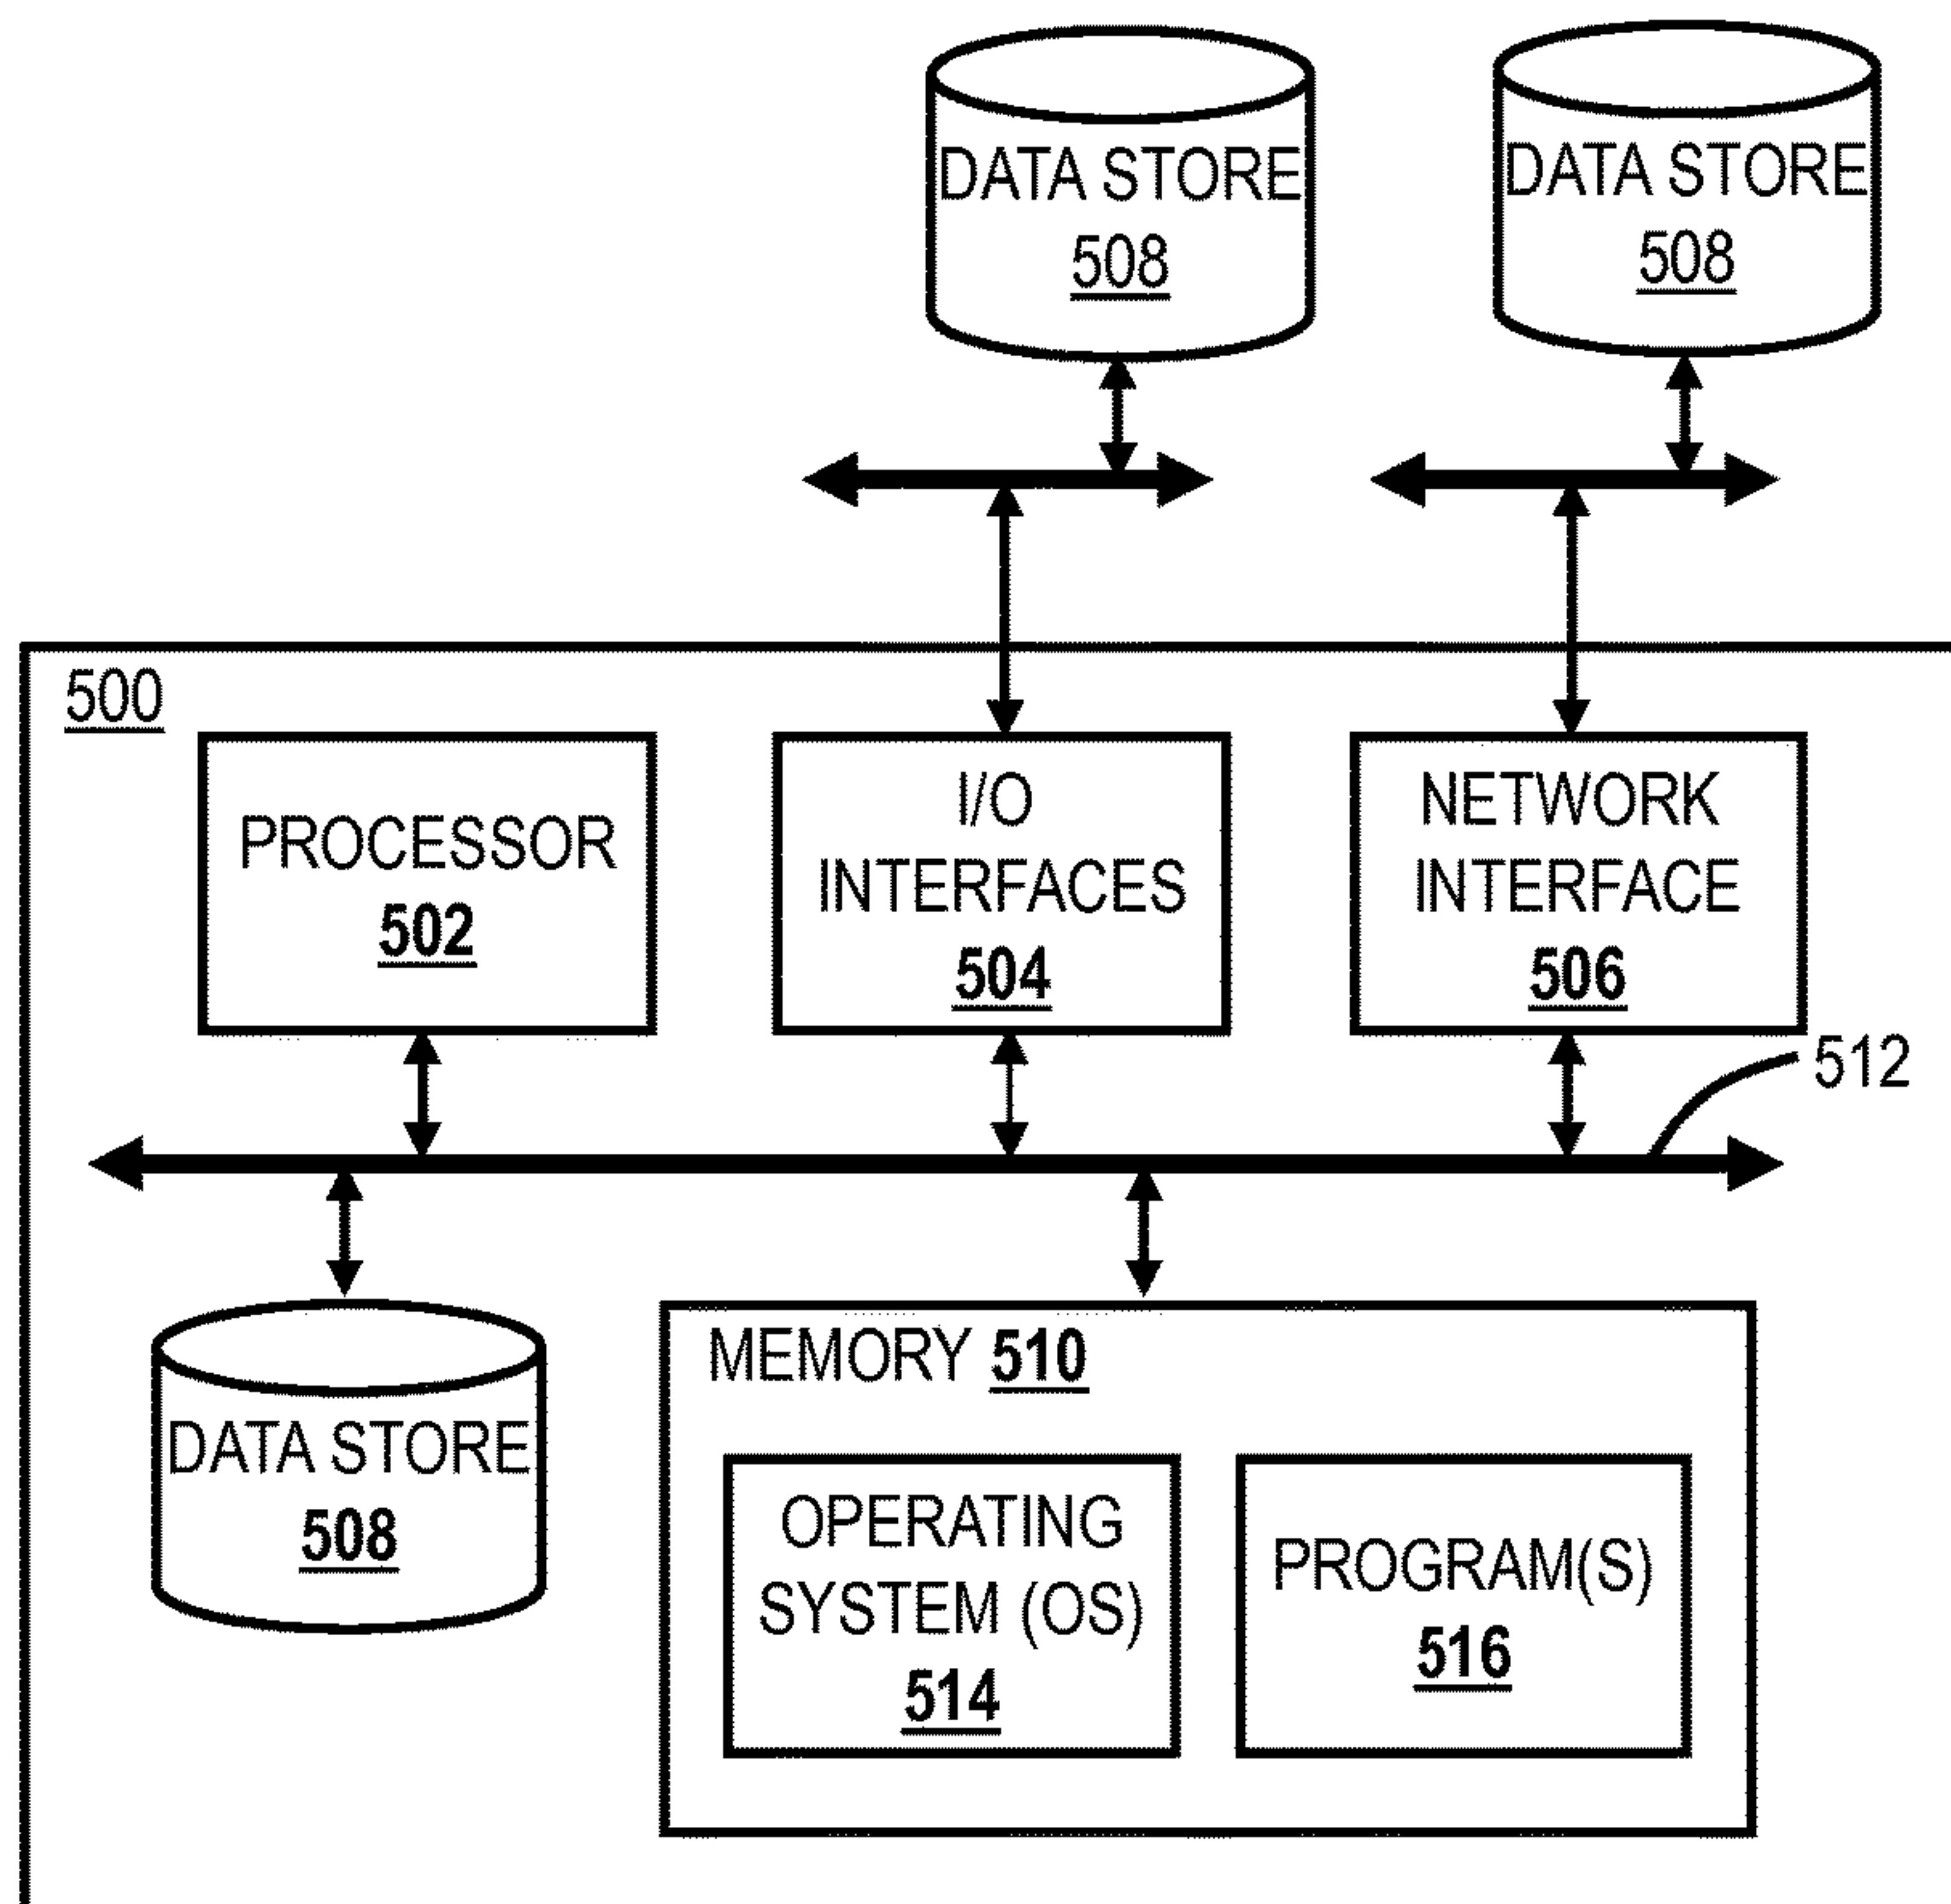 DATA STORE
508
DATA STORE
508
500
PROCESSOR
502
I/O
INTERFACES
504
NETWORK
INTERFACE
506
512
DATA STORE
508
MEMORY 510
OPERATING
SYSTEM (OS)
514
PROGRAM(S)
516